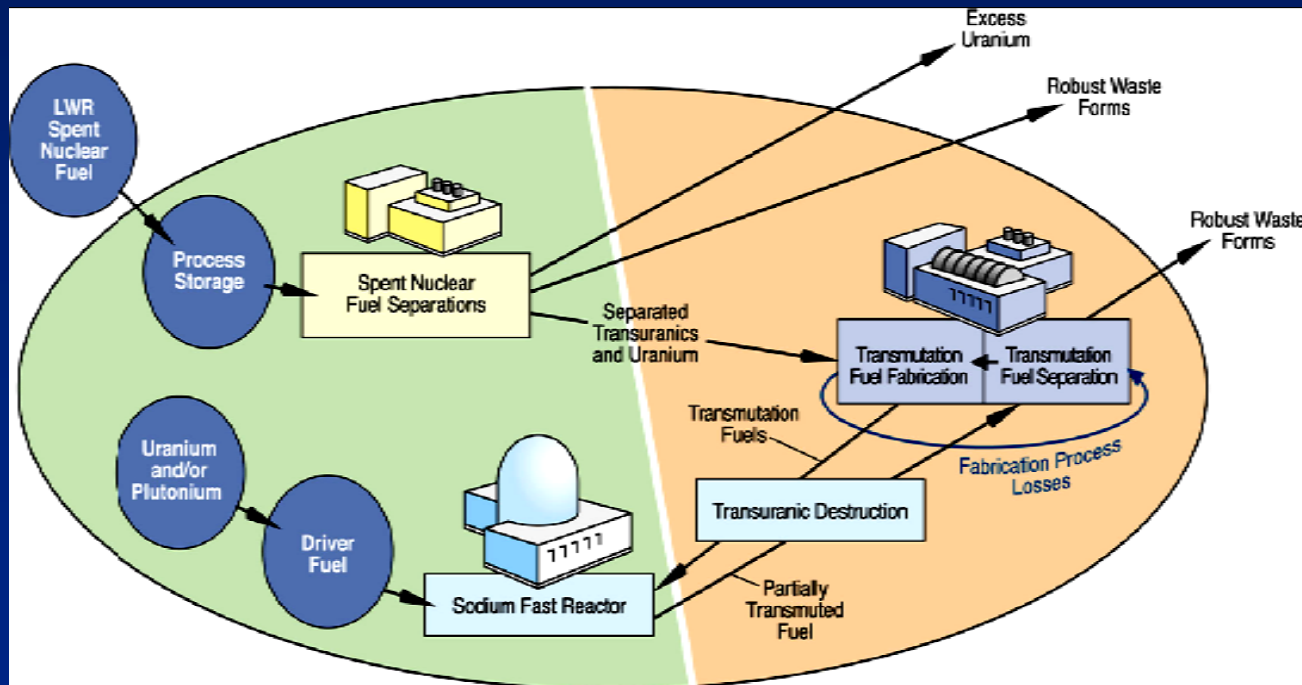 Excess
Uranium
LWR
Spent
Nuclear
Fuel
Robust Waste
Forms
Process
Storage
Spent Nuclear
Fuel Separations
Robust Waste
Forms
Separated
Transuranics
and Uranium
Transmutation
Fuel Fabrication
Transmutation
Fuel Separation
Transmutation
Fuels
Fabrication Process
Losses
Uranium
and/or
Plutonium
Transuranic Destruction
Driver
Fuel
Sodium Fast Reactor
Partially
Transmuted
Fuel